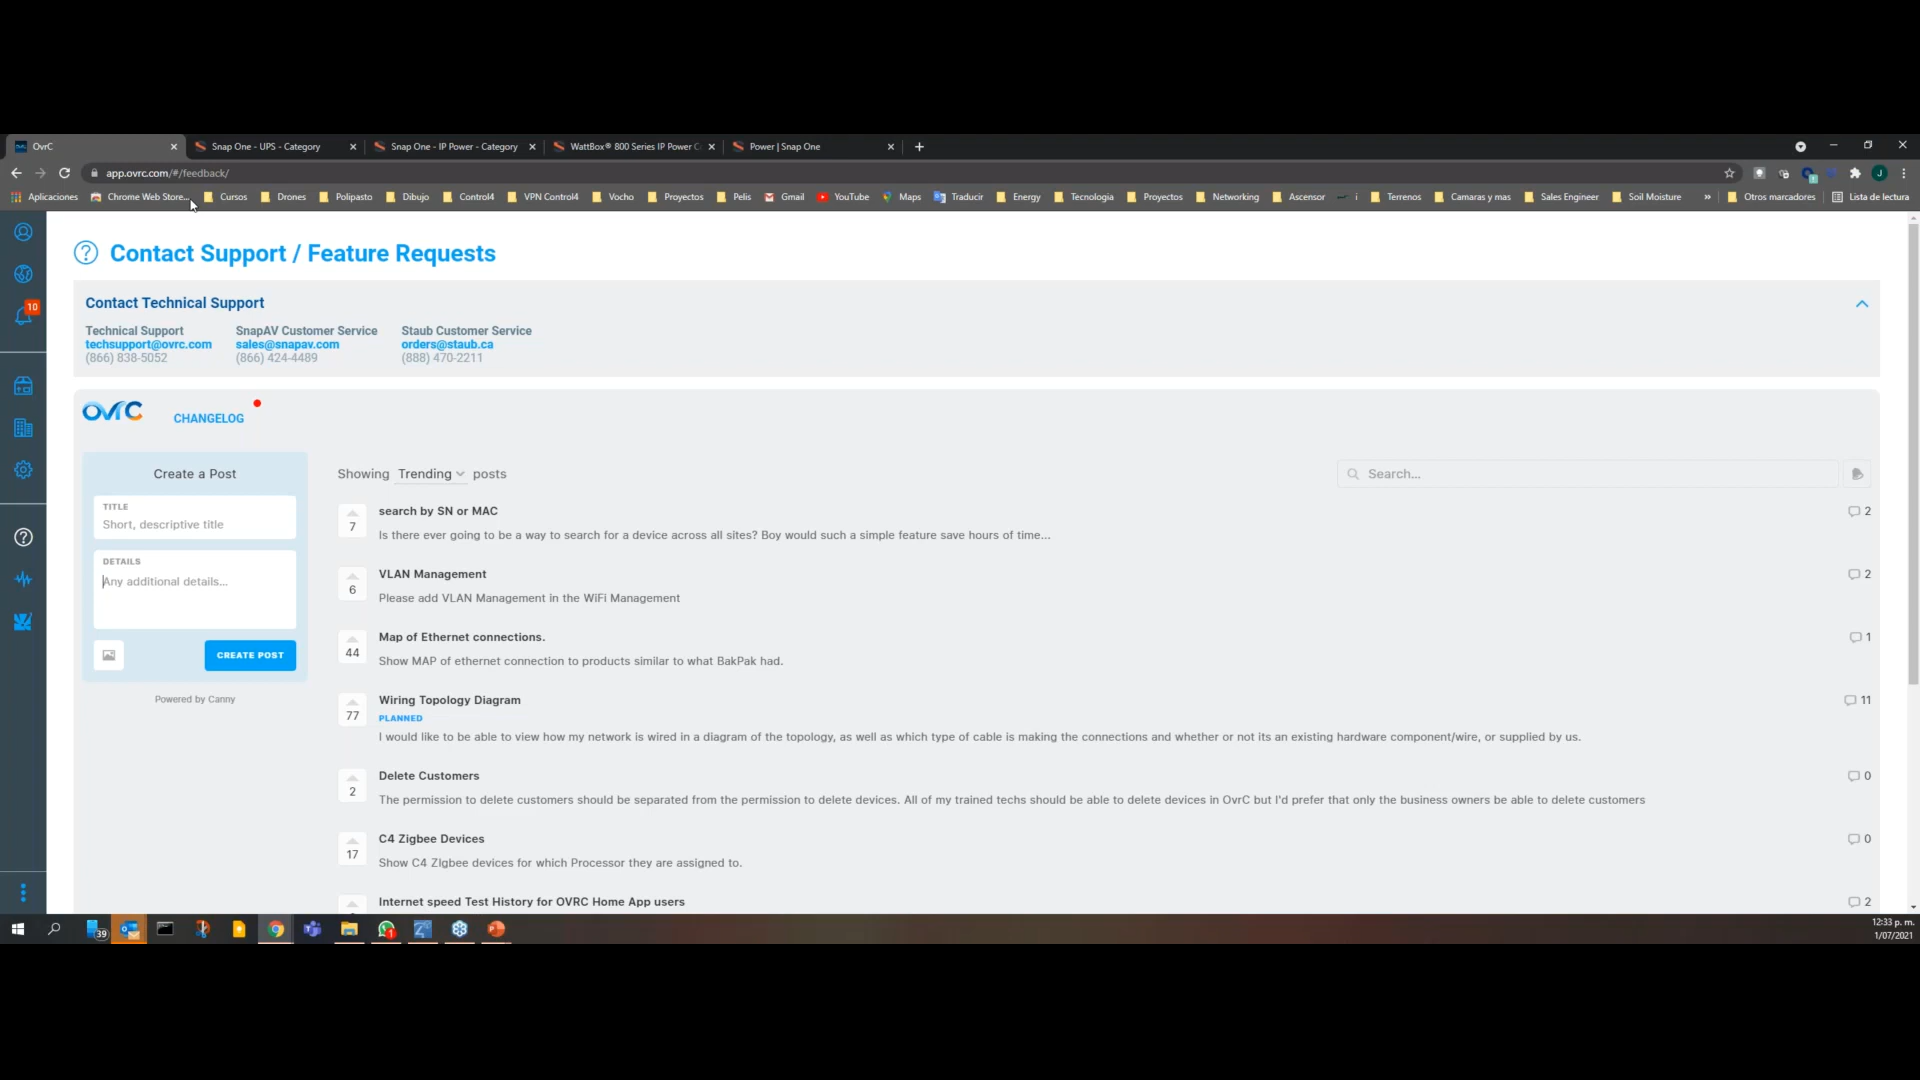 OvrC
Snap One - UPS - Category
Snap One - IP Power - Category
WattBox® 800 Series IP Power C
Power | Snap One
app.ovrc.com/#/feedback/
Aplicaciones
Chrome Web Store...
Cursos
Drones
Polipasto
Dibujo
Control4
VPN Control4
Vocho
Proyectos
Pelis
Gmail
YouTube
Maps
Traducir
Energy
Tecnologia
Proyectos
Networking
Ascensor
i
Terrenos
Camaras y mas
Sales Engineer
Soil Moisture
»
Otros marcadores
Lista de lectura
10
Contact Support / Feature Requests
Contact Technical Support
Technical Support
techsupport@ovrc.com
(866) 838-5052
SnapAV Customer Service
sales@snapav.com
(866) 424-4489
Staub Customer Service
orders@staub.ca
(888) 470-2211
OvrC
CHANGELOG
Create a Post
TITLE
Short, descriptive title
DETAILS
Any additional details...
CREATE POST
Powered by Canny
Showing Trending posts
Search...
7
search by SN or MAC
2
Is there ever going to be a way to search for a device across all sites? Boy would such a simple feature save hours of time...
6
VLAN Management
2
Please add VLAN Management in the WiFi Management
44
Map of Ethernet connections.
1
Show MAP of ethernet connection to products similar to what BakPak had.
77
Wiring Topology Diagram
11
PLANNED
I would like to be able to view how my network is wired in a diagram of the topology, as well as which type of cable is making the connections and whether or not its an existing hardware component/wire, or supplied by us.
2
Delete Customers
0
The permission to delete customers should be separated from the permission to delete devices. All of my trained techs should be able to delete devices in OvrC but I'd prefer that only the business owners be able to delete customers
17
C4 Zigbee Devices
0
Show C4 ZIgbee devices for which Processor they are assigned to.
Internet speed Test History for OVRC Home App users
2
39
1
12:33 p. m.
1/07/2021